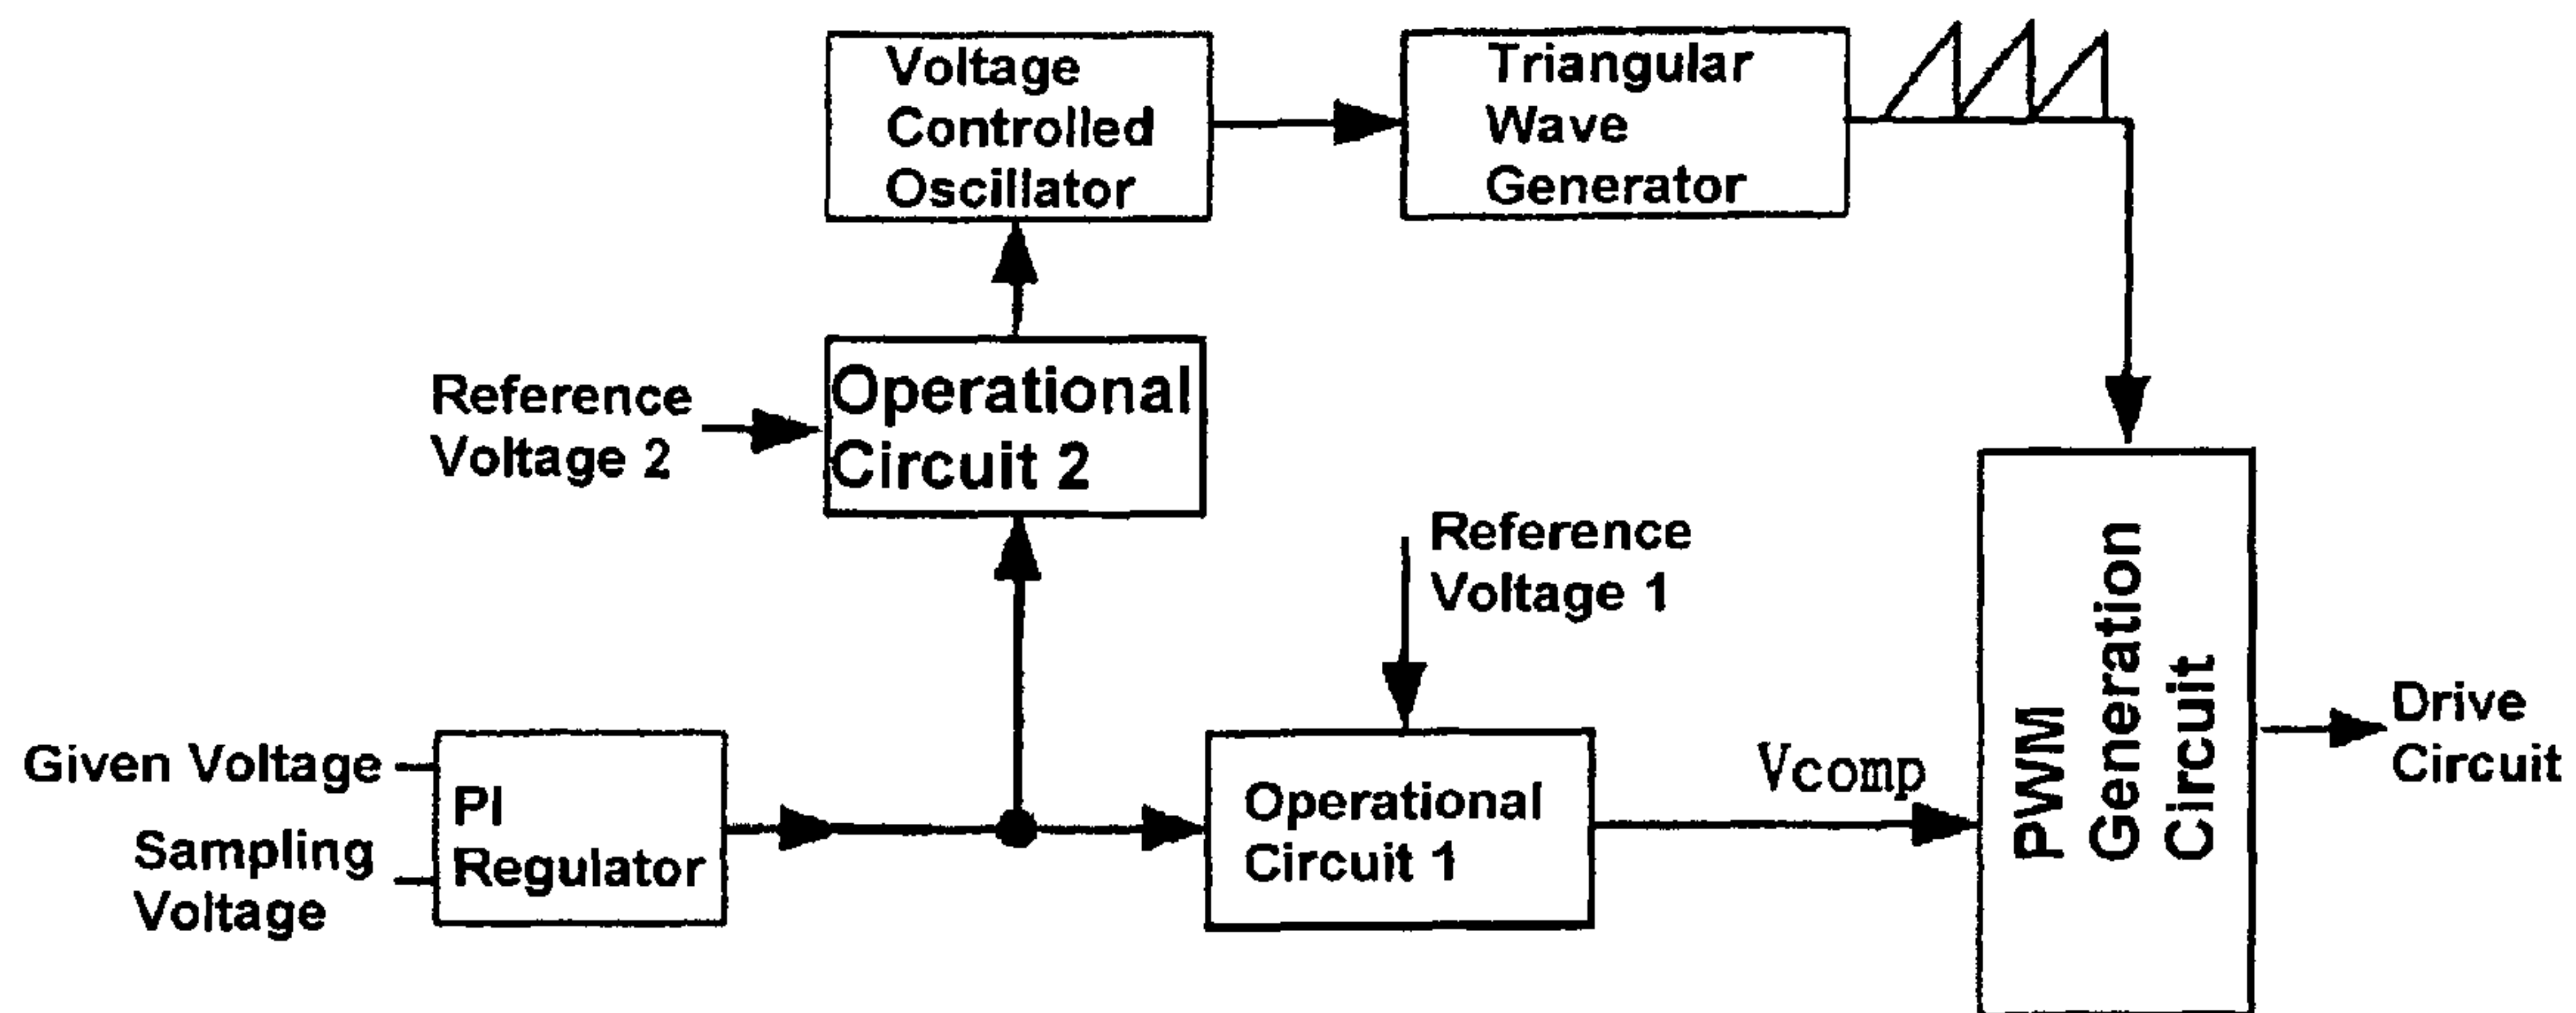 Voltage
Controlled
Oscillator
Triangular
Wave
Generator
Reference
Voltage 2
Operational
Circuit 2
Reference
Voltage 1
Given Voltage
Sampling
Voltage
PI
Regulator
Operational
Circuit 1
Vcomp
PWM
Generation
Circuit
Drive
Circuit